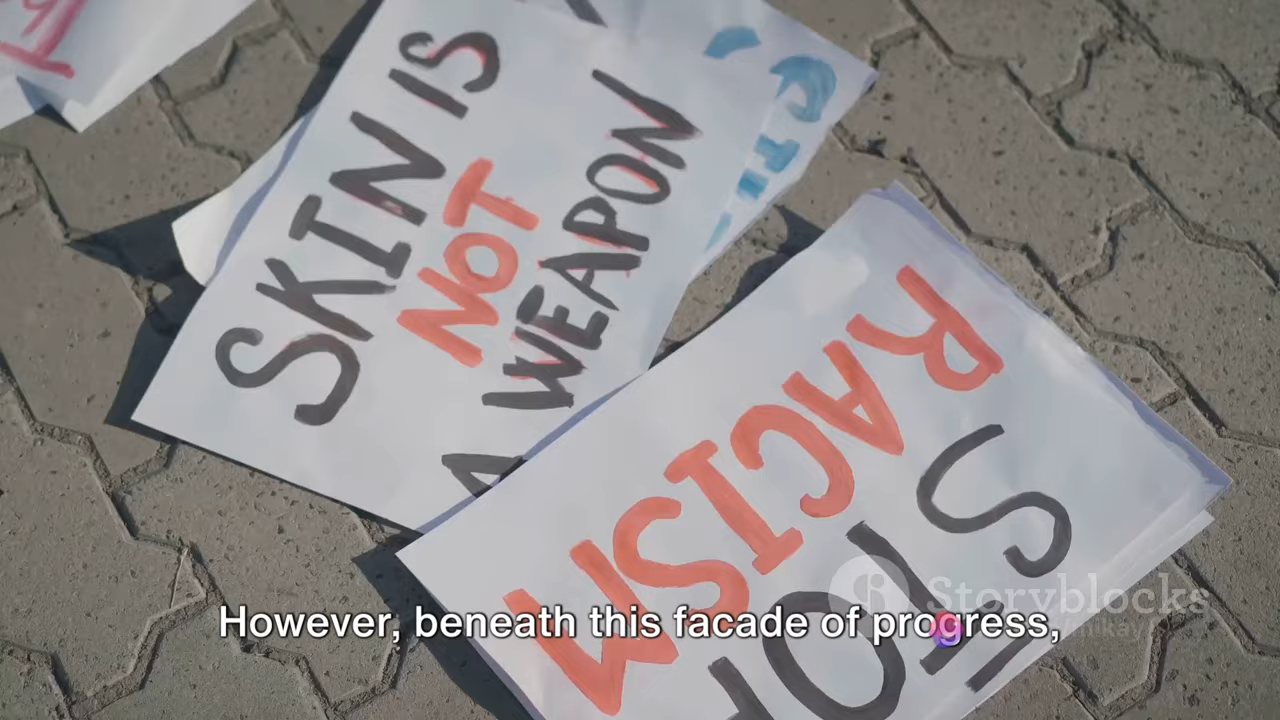 SKIN IS
NOT
A WEAPON
STOP
RACISM
Storyblocks
However, beneath this facade of progress,